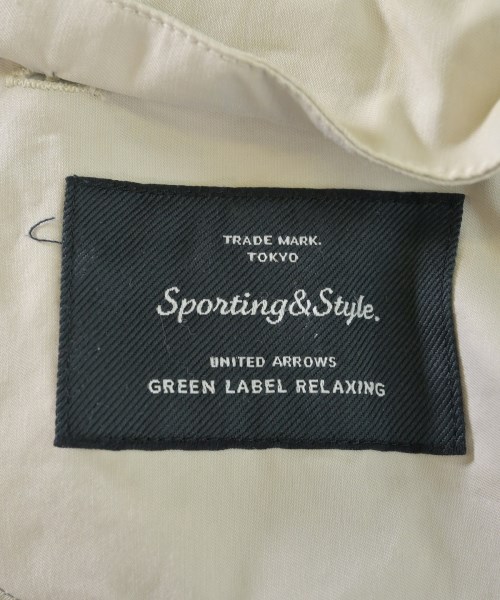 TRADE MARK.
TOKYO
Sporting&Style.
UNITED ARROWS
GREEN LABEL RELAXING